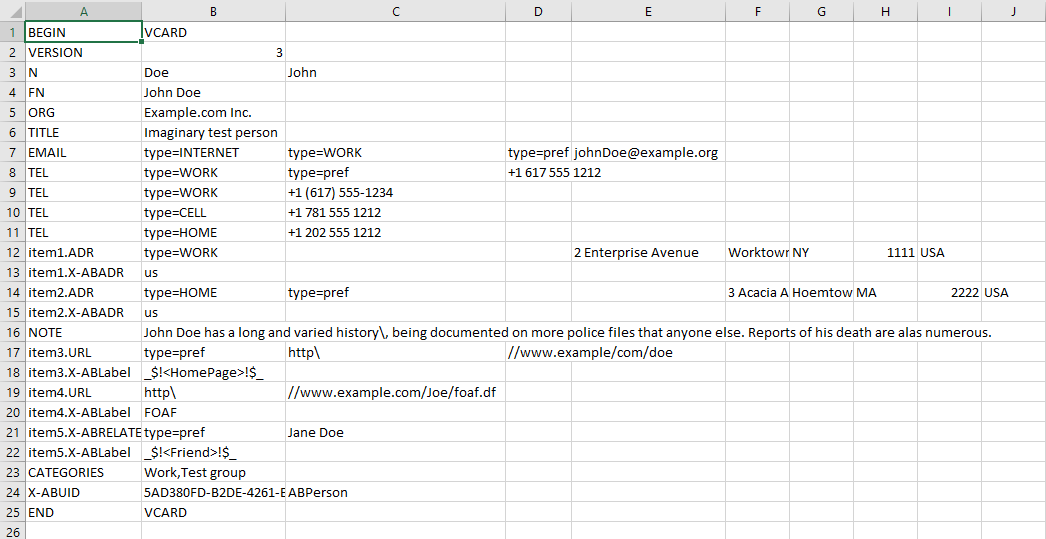 A B C D E F G H I J
1 BEGIN VCARD
2 VERSION 3
3 N Doe John
4 FN John Doe
5 ORG Example.com Inc.
6 TITLE Imaginary test person
7 EMAIL type=INTERNET type=WORK type=pref johnDoe@example.org
8 TEL type=WORK type=pref +1 617 555 1212
9 TEL type=WORK +1 (617) 555-1234
10 TEL type=CELL +1 781 555 1212
11 TEL type=HOME +1 202 555 1212
12 item1.ADR type=WORK 2 Enterprise Avenue Worktown NY 1111 USA
13 item1.X-ABADR us
14 item2.ADR type=HOME type=pref 3 Acacia A Hoemtow MA 2222 USA
15 item2.X-ABADR us
16 NOTE John Doe has a long and varied history\, being documented on more police files that anyone else. Reports of his death are alas numerous.
17 item3.URL type=pref http\ //www.example/com/doe
18 item3.X-ABLabel _$!<HomePage>!$_
19 item4.URL http\ //www.example.com/Joe/foaf.df
20 item4.X-ABLabel FOAF
21 item5.X-ABRELATE type=pref Jane Doe
22 item5.X-ABLabel _$!<Friend>!$_
23 CATEGORIES Work,Test group
24 X-ABUID 5AD380FD-B2DE-4261-E ABPerson
25 END VCARD
26